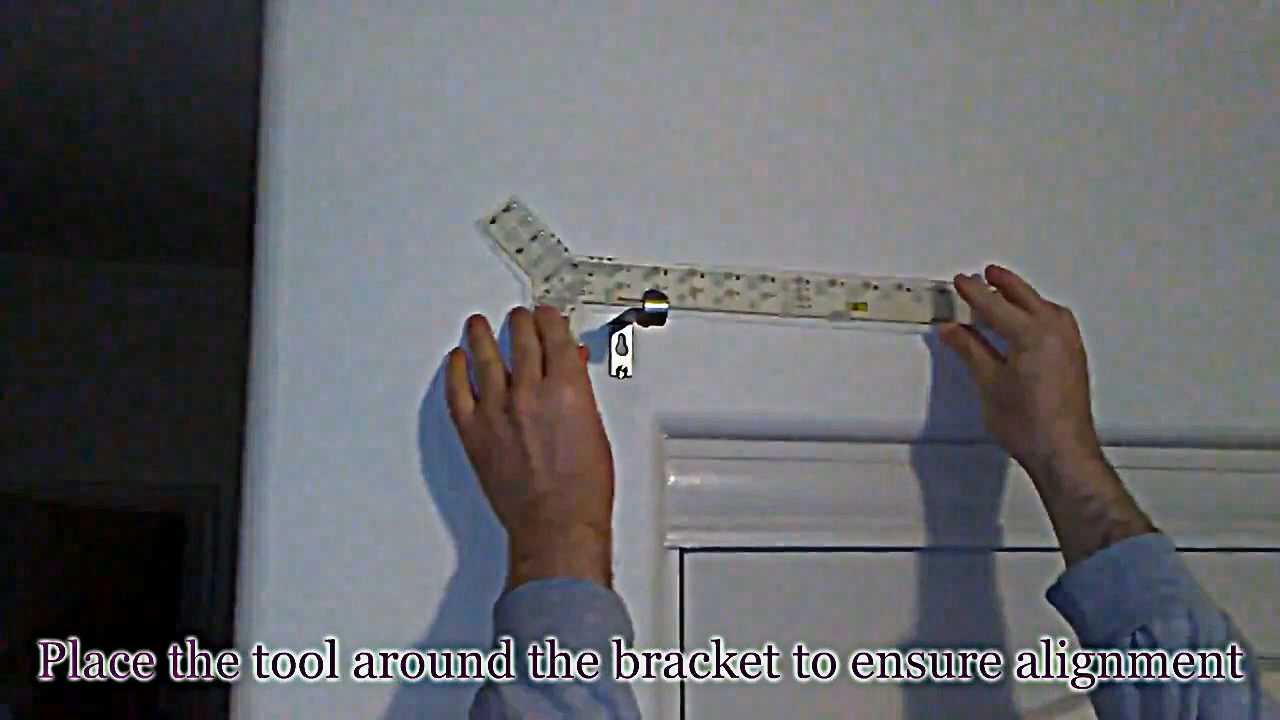 Place the tool around the bracket to ensure alignment